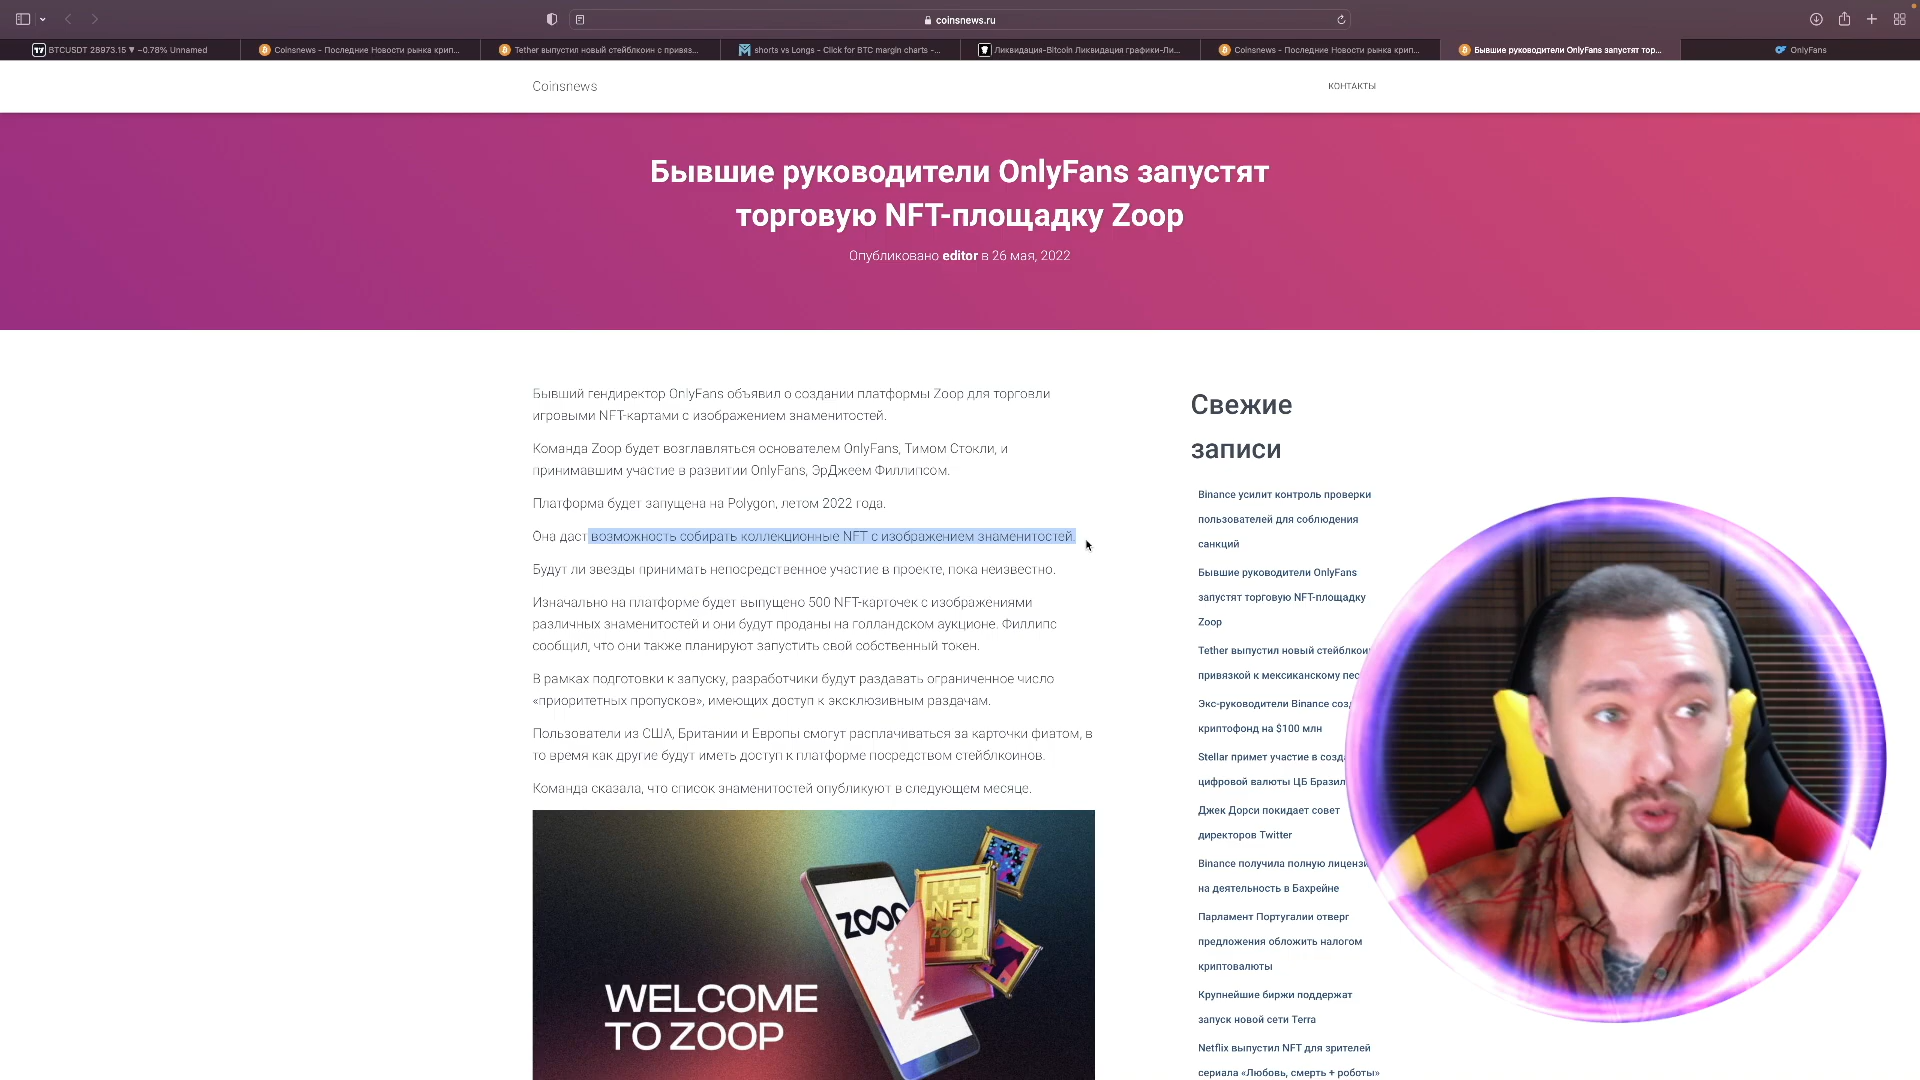 coinsnews.ru
BTCUSDT 28973.15 ▼ −0.78% Unnamed
Coinsnews - Последние Новости рынка крип...
Tether выпустил новый стейблкоин с привяз...
shorts vs Longs - Click for BTC margin charts -...
Ликвидация-Bitcoin Ликвидация графики-Ли...
Coinsnews - Последние Новости рынка крип...
Бывшие руководители OnlyFans запустят тор...
OnlyFans
Coinsnews
КОНТАКТЫ
Бывшие руководители OnlyFans запустят
торговую NFT-площадку Zoop
Опубликовано editor в 26 мая, 2022
Бывший гендиректор OnlyFans объявил о создании платформы Zoop для торговли
игровыми NFT-картами с изображением знаменитостей.
Команда Zoop будет возглавляться основателем OnlyFans, Тимом Стокли, и
принимавшим участие в развитии OnlyFans, ЭрДжеем Филлипсом.
Платформа будет запущена на Polygon, летом 2022 года.
Она даст возможность собирать коллекционные NFT с изображением знаменитостей.
Будут ли звезды принимать непосредственное участие в проекте, пока неизвестно.
Изначально на платформе будет выпущено 500 NFT-карточек с изображениями
различных знаменитостей и они будут проданы на голландском аукционе. Филлипс
сообщил, что они также планируют запустить свой собственный токен.
В рамках подготовки к запуску, разработчики будут раздавать ограниченное число
«приоритетных пропусков», имеющих доступ к эксклюзивным раздачам.
Пользователи из США, Британии и Европы смогут расплачиваться за карточки фиатом, в
то время как другие будут иметь доступ к платформе посредством стейблкоинов.
Команда сказала, что список знаменитостей опубликуют в следующем месяце.
ZOOP
NFT
ZOOP
WELCOME
TO ZOOP
Свежие
записи
Binance усилит контроль проверки
пользователей для соблюдения
санкций
Бывшие руководители OnlyFans
запустят торговую NFT-площадку
Zoop
Tether выпустил новый стейблкоин
привязкой к мексиканскому пес
Экс-руководители Binance созд
криптофонд на $100 млн
Stellar примет участие в созда
цифровой валюты ЦБ Бразил
Джек Дорси покидает совет
директоров Twitter
Binance получила полную лицензи
на деятельность в Бахрейне
Парламент Португалии отверг
предложения обложить налогом
криптовалюты
Крупнейшие биржи поддержат
запуск новой сети Terra
Netflix выпустил NFT для зрителей
сериала «Любовь, смерть + роботы»